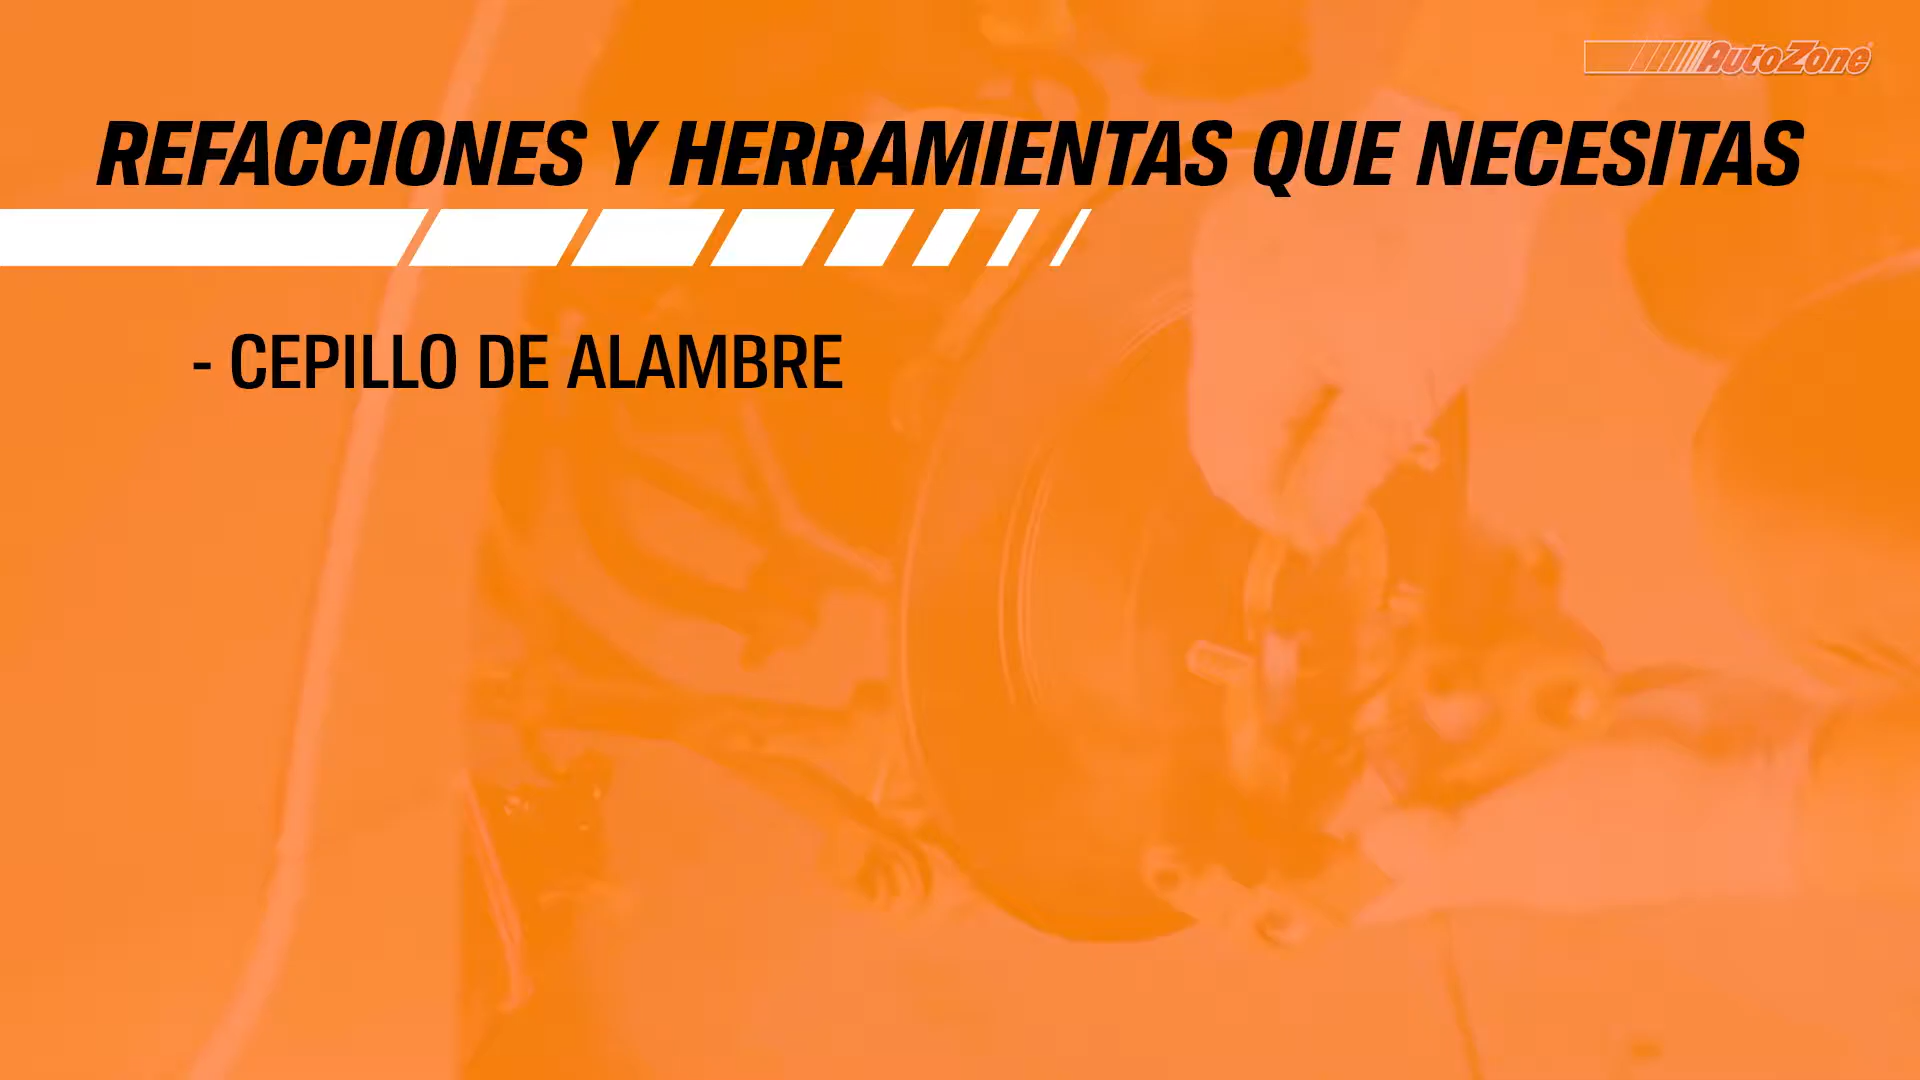 AutoZone
REFACCIONES Y HERRAMIENTAS QUE NECESITAS
- CEPILLO DE ALAMBRE